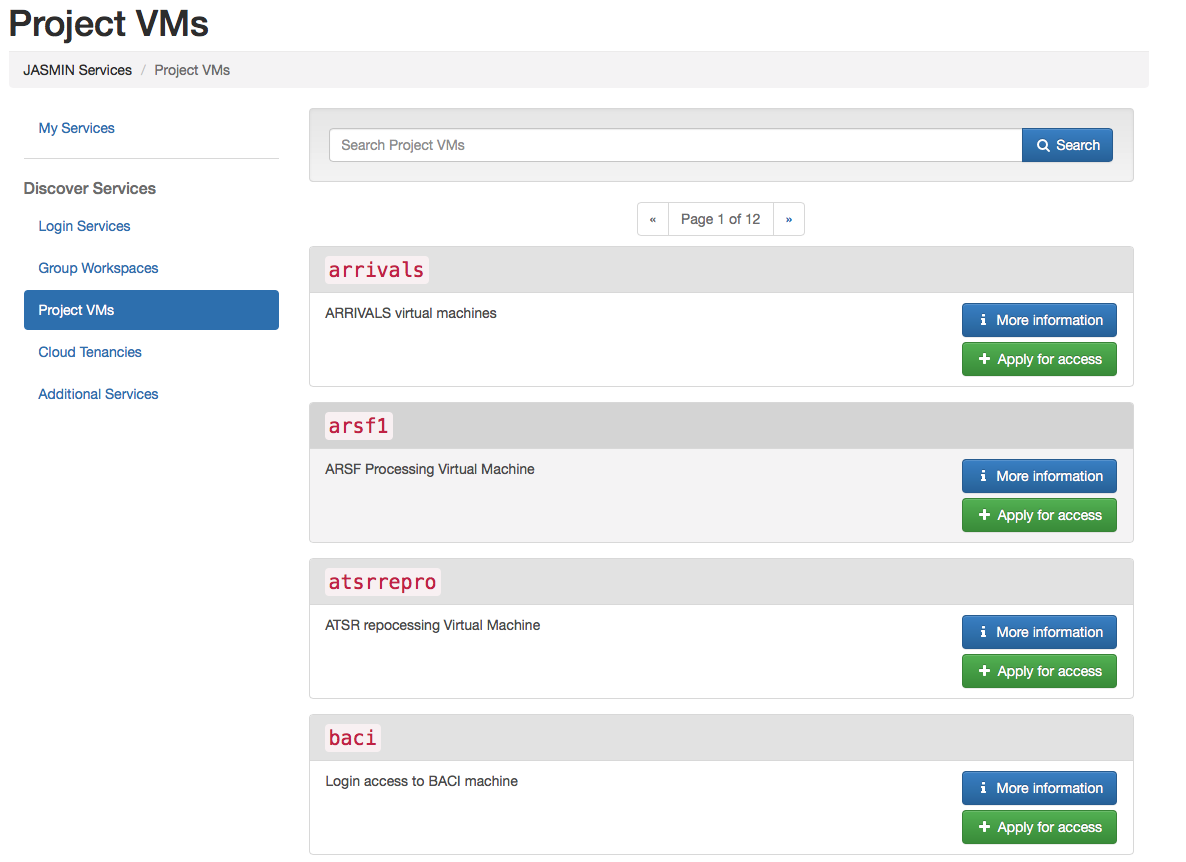 Project VMs
JASMIN Services / Project VMs
My Services
Discover Services
Login Services
Group Workspaces
Project VMs
Cloud Tenancies
Additional Services
Search Project VMs
Search
« Page 1 of 12 »
arrivals
ARRIVALS virtual machines
More information
Apply for access
arsf1
ARSF Processing Virtual Machine
More information
Apply for access
atsrrepro
ATSR repocessing Virtual Machine
More information
Apply for access
baci
Login access to BACI machine
More information
Apply for access